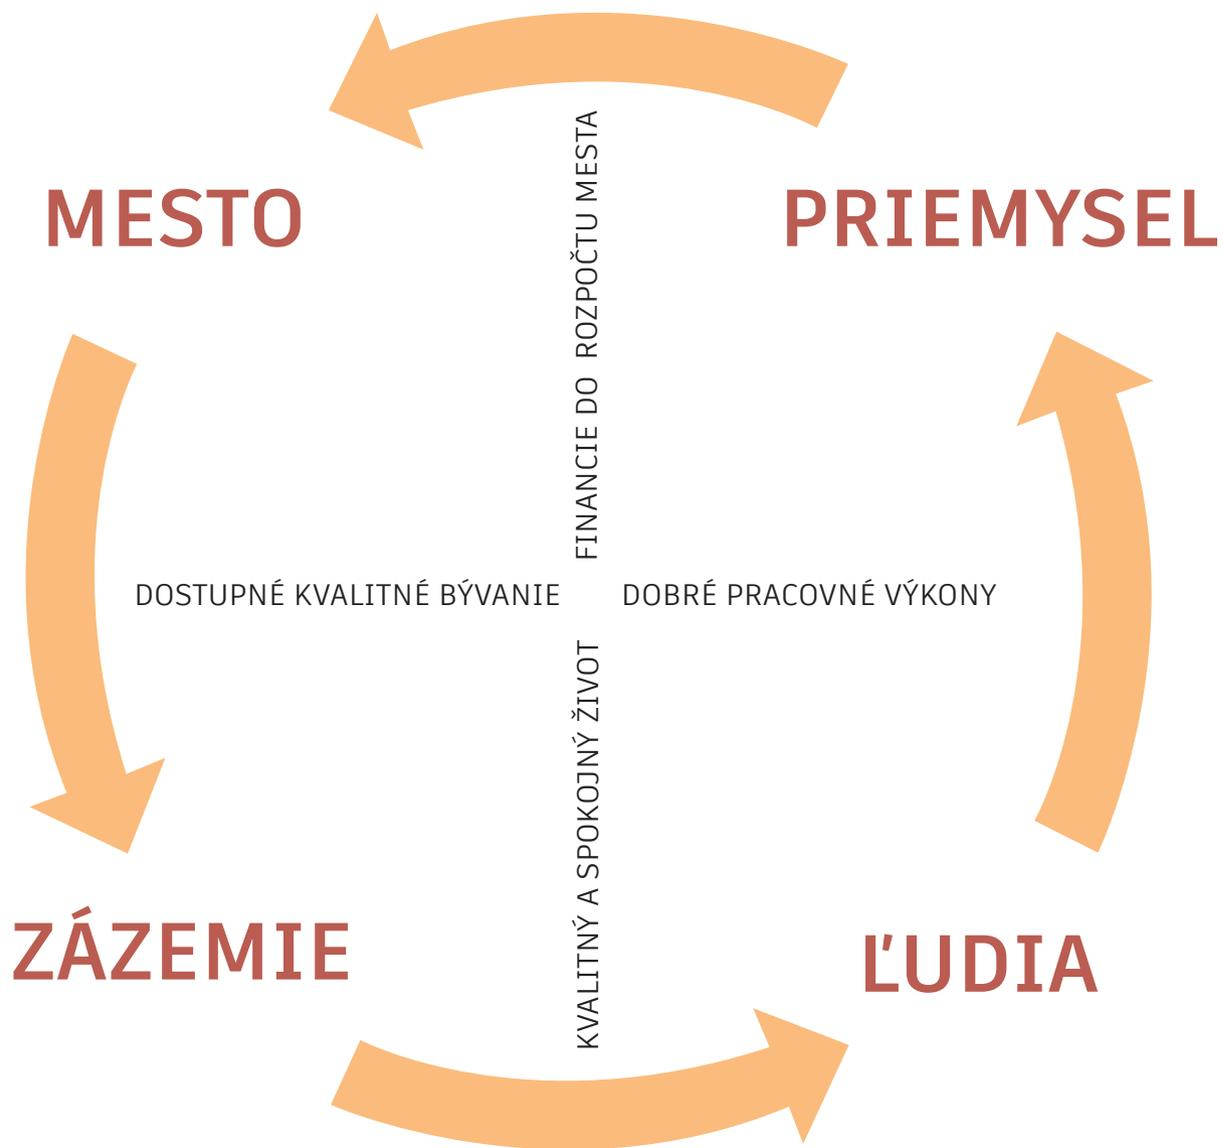 MESTO
PRIEMYSEL
FINANCIE DO ROZPOČTU MESTA
DOSTUPNÉ KVALITNÉ BÝVANIE
DOBRÉ PRACOVNÉ VÝKONY
KVALITNÝ A SPOKOJNÝ ŽIVOT
ZÁZEMIE
ĽUDIA